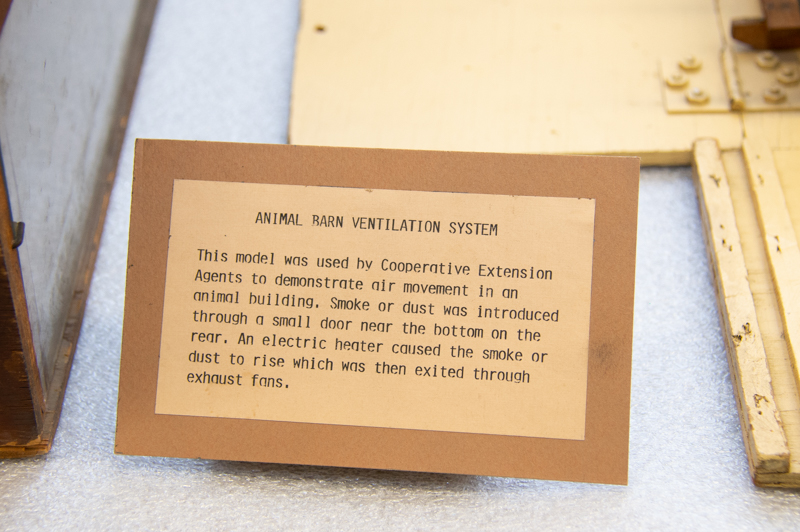 ANIMAL BARN VENTILATION SYSTEM
This model was used by Cooperative Extension
Agents to demonstrate air movement in an
animal building. Smoke or dust was introduced
through a small door near the bottom on the
rear. An electric heater caused the smoke or
dust to rise which was then exited through
exhaust fans.